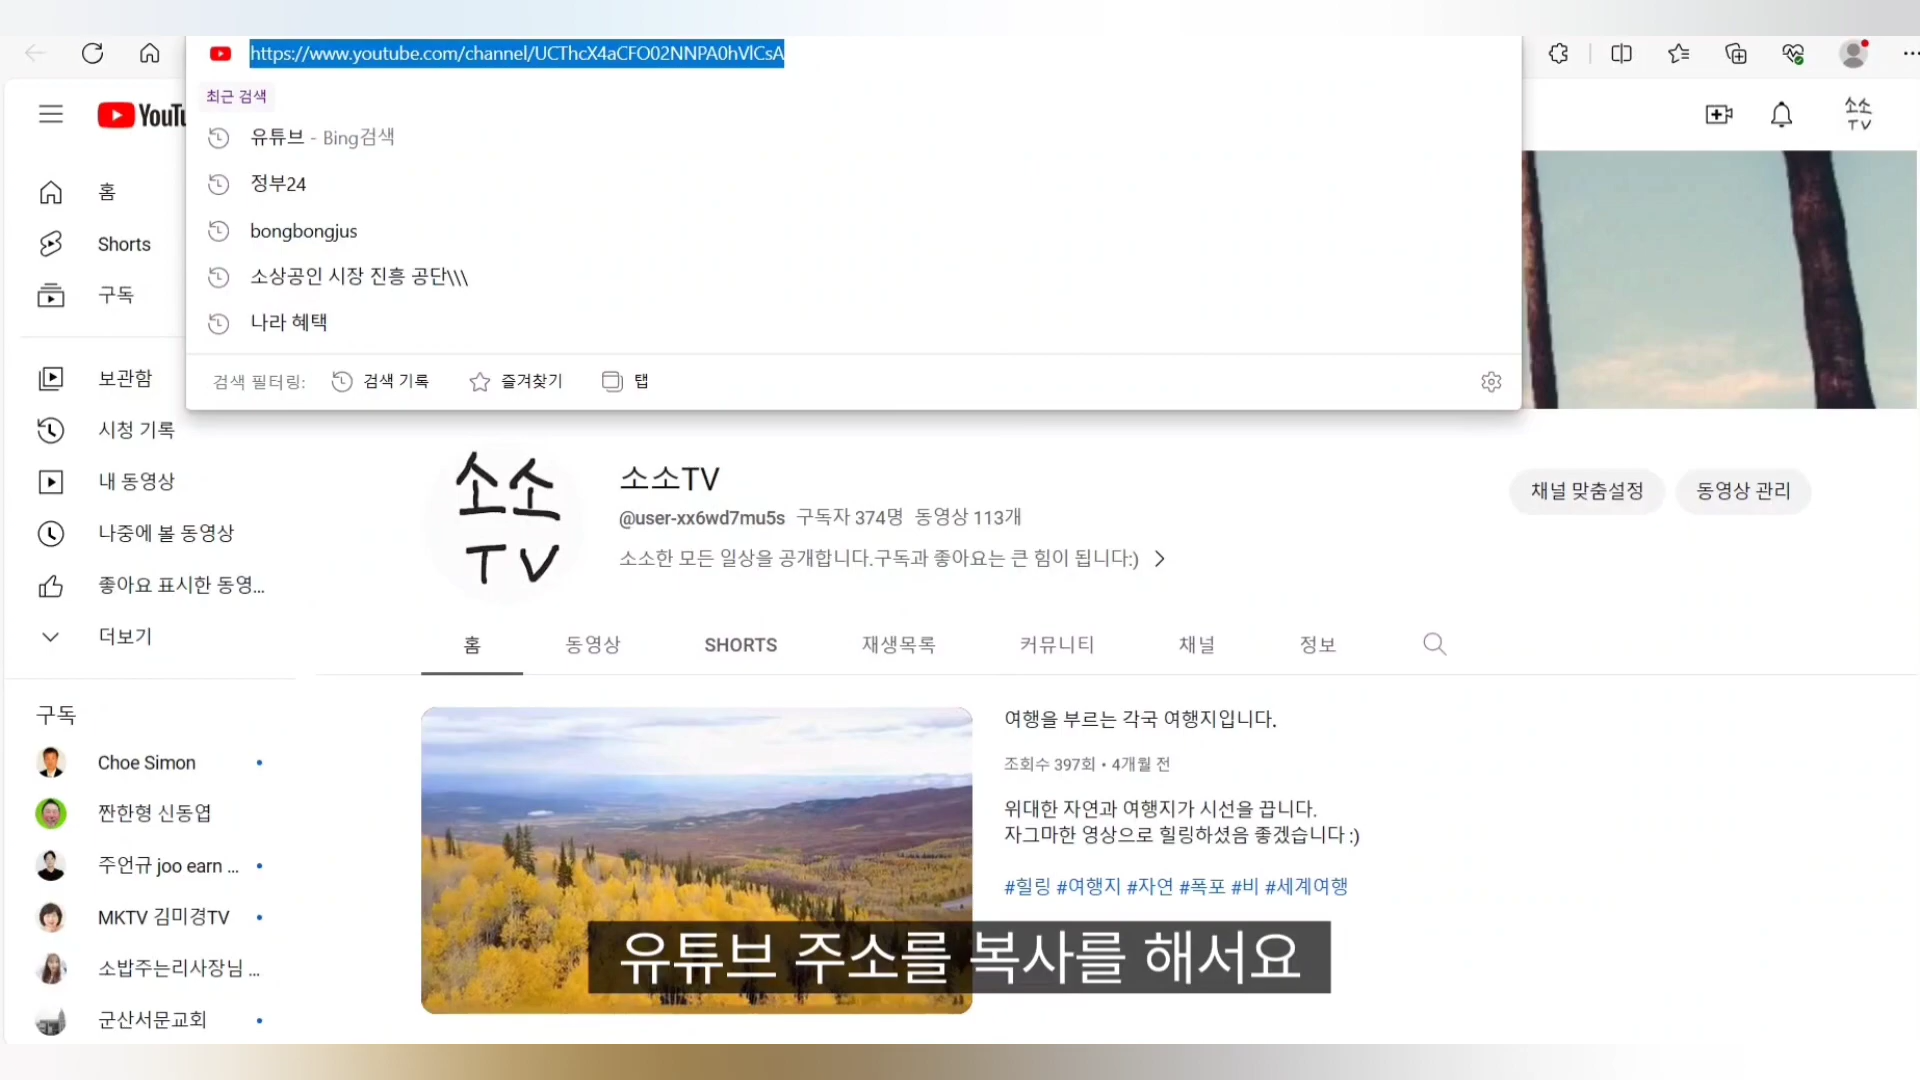 https://www.youtube.com/channel/UCThcX4aCFO02NNPA0hVlCsA
최근 검색
유튜브 - Bing검색
정부24
bongbongjus
소상공인 시장 진흥 공단\\\
나라 혜택
검색 필터링: 검색 기록 즐겨찾기 탭
YouTu
소소
TV
홈
Shorts
구독
보관함
시청 기록
내 동영상
나중에 볼 동영상
좋아요 표시한 동영...
더보기
구독
Choe Simon
짠한형 신동엽
주언규 joo earn ...
MKTV 김미경TV
소밥주는리사장님 ...
군산서문교회
소소
TV
소소TV
@user-xx6wd7mu5s 구독자 374명 동영상 113개
소소한 모든 일상을 공개합니다.구독과 좋아요는 큰 힘이 됩니다:)
채널 맞춤설정
동영상 관리
홈 동영상 SHORTS 재생목록 커뮤니티 채널 정보
여행을 부르는 각국 여행지입니다.
조회수 397회 • 4개월 전
위대한 자연과 여행지가 시선을 끕니다.
자그마한 영상으로 힐링하셨음 좋겠습니다 :)
#힐링 #여행지 #자연 #폭포 #비 #세계여행
유튜브 주소를 복사를 해서요